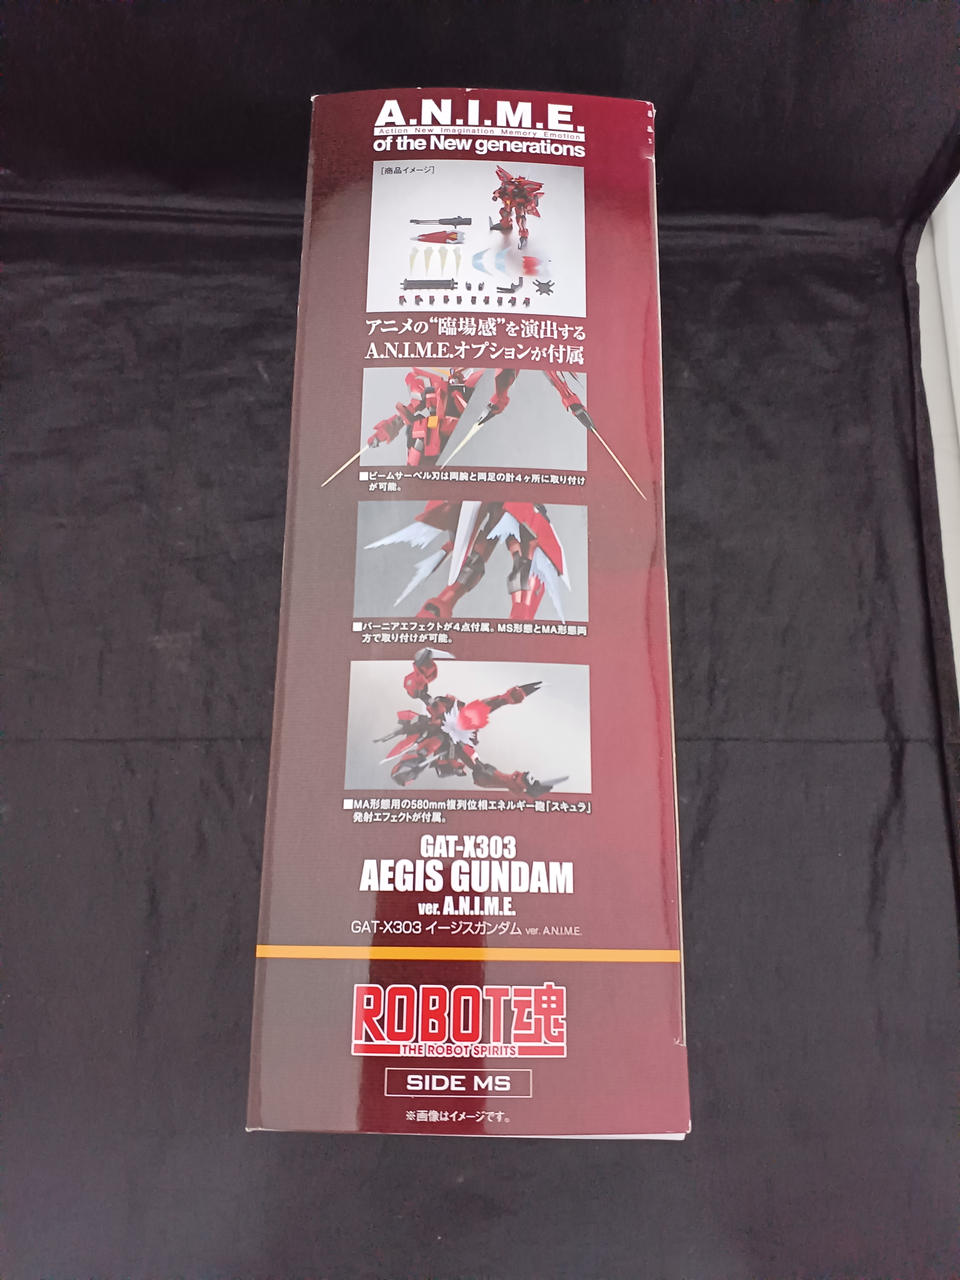 A.N.I.M.E.
Action New Imagination Memory Emotion
of the New generations
[商品イメージ]
アニメの“臨場感”を演出する
A.N.I.M.E.オプションが付属
■ビームサーベル刃は両腕と両足の計4ヶ所に取り付け
が可能。
■バーニアエフェクトが4点付属。MS形態とMA形態両
方で取り付けが可能。
■MA形態用の580mm複列位相エネルギー砲「スキュラ」
発射エフェクトが付属。
GAT-X303
AEGIS GUNDAM
ver. A.N.I.M.E.
GAT-X303 イージスガンダム ver. A.N.I.M.E.
ROBOT魂
THE ROBOT SPIRITS
SIDE MS
※画像はイメージです。